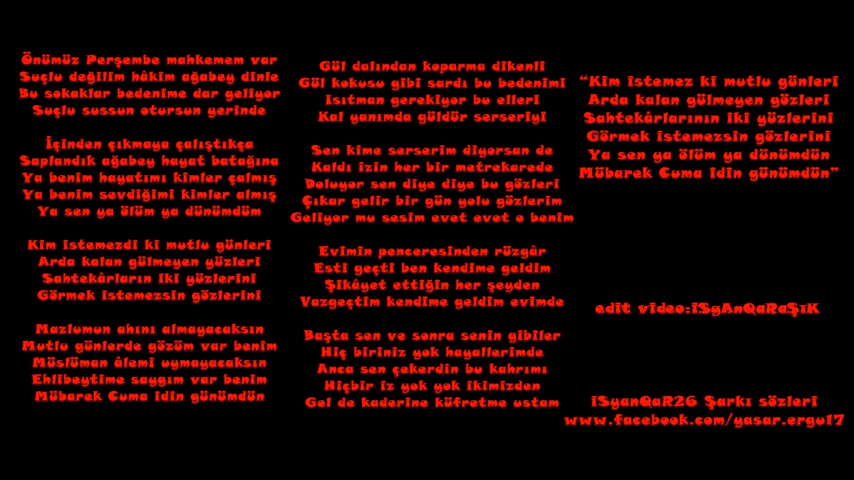 Önümüz Perşembe mahkemem var
Suçlu değilim hâkim ağabey dinle
Bu sokaklar bedenime dar geliyor
Suçlu sussun otursun yerinde

İçinden çıkmaya çalıştıkça
Saplandık ağabey hayat batağına
Ya benim hayatımı kimler çalmış
Ya benim sevdiğimi kimler almış
Ya sen ya ölüm ya dünümdüm

Kim istemezdi ki mutlu günleri
Arda kalan gülmeyen yüzleri
Sahtekârların iki yüzlerini
Görmek istemezsin gözlerini

Mazlumun ahını almayacaksın
Mutlu günlerde gözüm var benim
Müslüman âlemi uymayacaksın
Ehlibeytime saygım var benim
Mübarek Cuma idin günümdün

Gül dalından koparma dikenli
Gül kokusu gibi sardı bu bedenimi
Isıtman gerekiyor bu elleri
Kal yanımda güldür serseriyi

Sen kime serserim diyorsan de
Kaldı izin her bir metrekarede
Doluyor sen diye diye bu gözleri
Çıkar gelir bir gün yolu gözlerim
Geliyor mu sesim evet evet o benim

Evimin penceresinden rüzgâr
Esti geçti ben kendime geldim
Şikâyet ettiğin her şeyden
Vazgeçtim kendime geldim evimde

Başta sen ve sonra senin gibiler
Hiç biriniz yok hayallerimde
Anca sen çekerdin bu kahrımı
Hiçbir iz yok yok ikimizden
Gel de kaderine küfretme ustam

“Kim istemez ki mutlu günleri
Arda kalan gülmeyen gözleri
Sahtekârlarının iki yüzlerini
Görmek istemezsin gözlerini
Ya sen ya ölüm ya dünümdün
Mübarek Cuma idin günümdün”

edit video:iSyAnQaRaŞıK

iSyanQaR26 Şarkı sözleri
www.facebook.com/yasar.ergu17